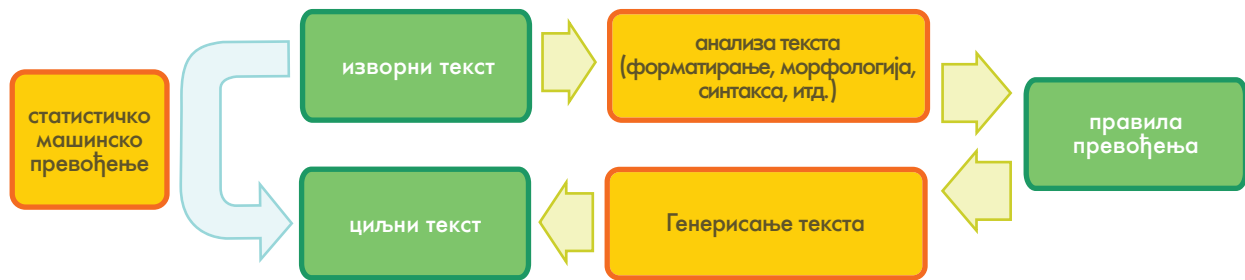 статистичко
машинско
превођење
изворни текст
анализа текста
(форматирање, морфологија,
синтакса, итд.)
правила
превођења
Генерисање текста
циљни текст